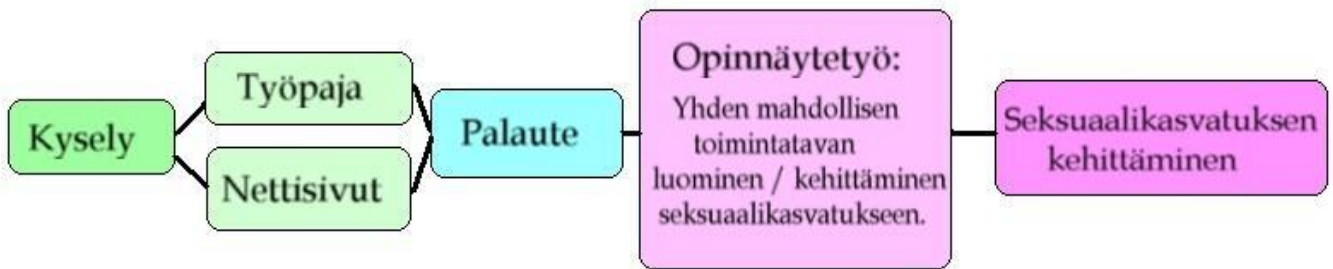 Kysely
Työpaja
Nettisivut
Palaute
Opinnäytetyö:
Yhden mahdollisen
toimintatavan
luominen / kehittäminen
seksuaalikasvatukseen.
Seksuaalikasvatuksen
kehittäminen